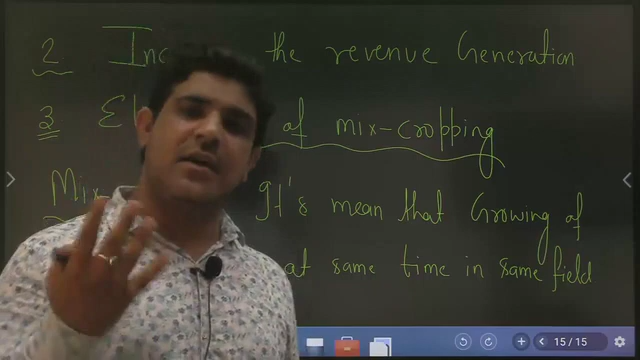 2 Inc the revenue Generation
3 of mix-cropping
Mix- It's mean that Growing of
at same time in same field
15/15